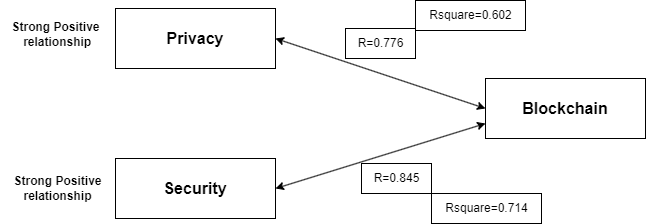 Rsquare=0.602
Strong Positive
relationship
Privacy
R=0.776
Blockchain
Strong Positive
relationship
Security
R=0.845
Rsquare=0.714